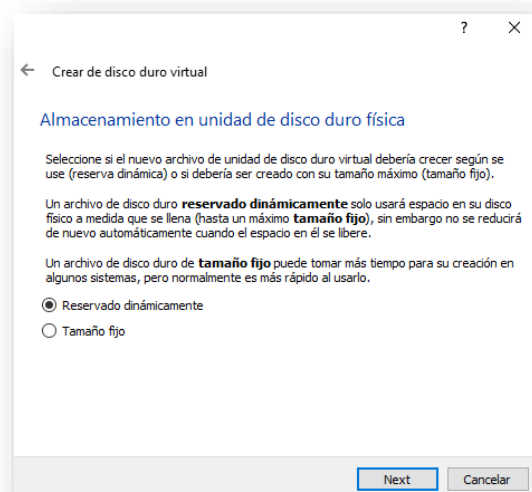 ?
Crear de disco duro virtual
Almacenamiento en unidad de disco duro física
Seleccione si el nuevo archivo de unidad de disco duro virtual debería crecer según se
use (reserva dinámica) o si debería ser creado con su tamaño máximo (tamaño fijo).
Un archivo de disco duro reservado dinámicamente solo usará espacio en su disco
físico a medida que se llena (hasta un máximo tamaño fijo), sin embargo no se reducirá
de nuevo automáticamente cuando el espacio en él se libere.
Un archivo de disco duro de tamaño fijo puede tomar más tiempo para su creación en
algunos sistemas, pero normalmente es más rápido al usarlo.
Reservado dinámicamente
Tamaño fijo
Next Cancelar